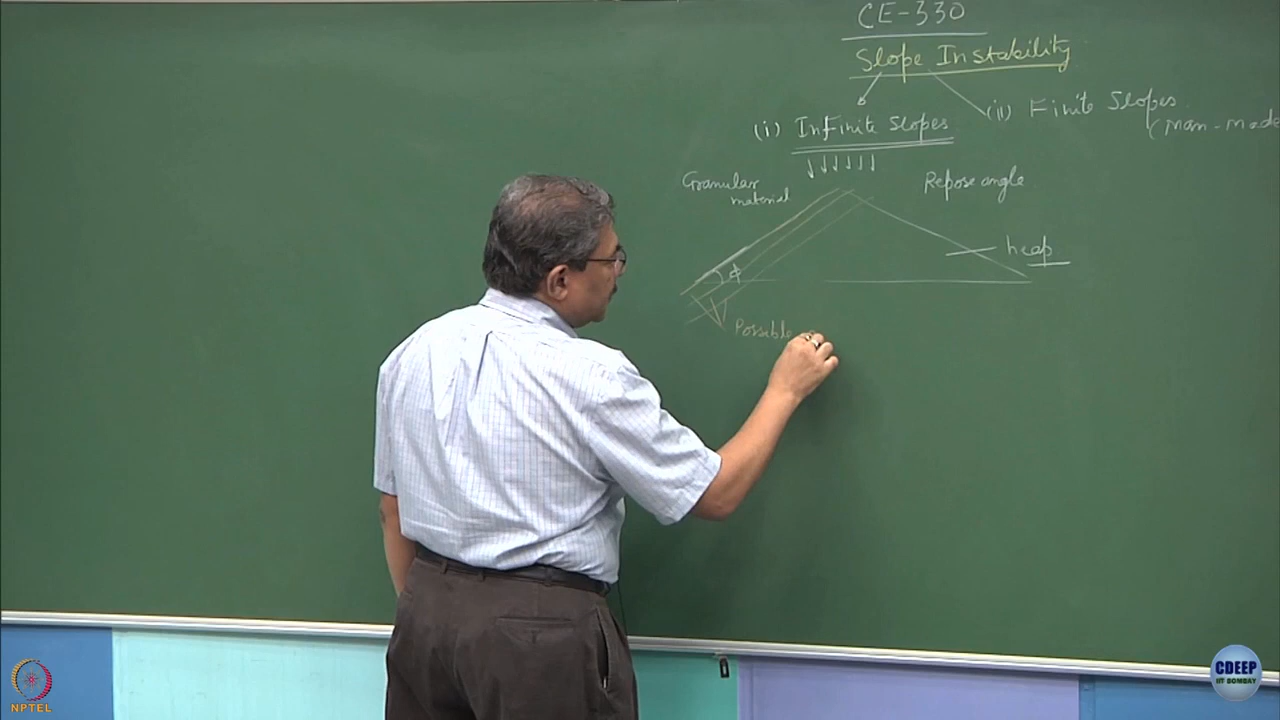 CE-330
Slope Instability
(i) Infinite Slopes
(ii) Finite Slopes
(Man-made
Granular
material
Repose angle
ϕ
heap
Possible
NPTEL
CDEEP
IIT BOMBAY